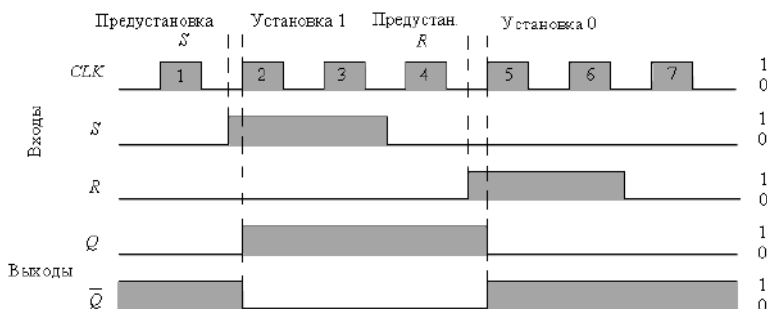 Предустановка Установка 1 Предустан. Установка 0
S R
CLK 1 2 3 4 5 6 7 1
0
Входы
S 1
0
R 1
0
Выходы
Q 1
0
Q 1
0